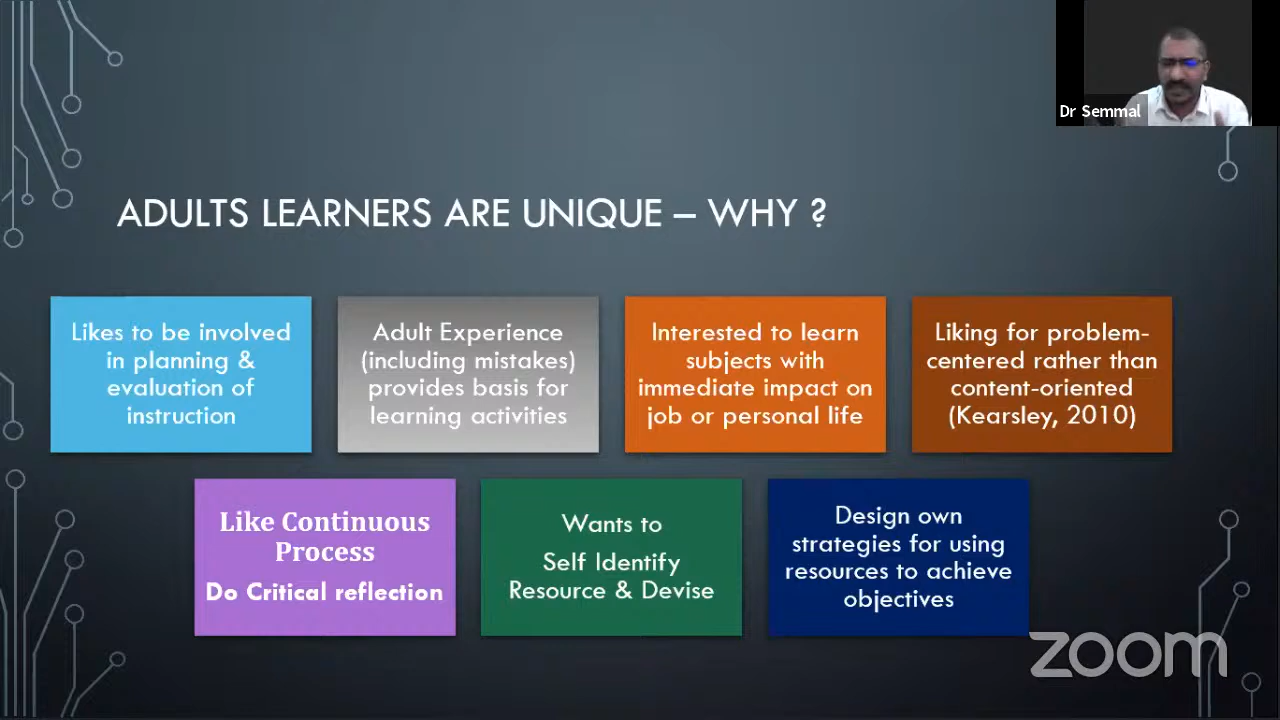 Dr Semmal
ADULTS LEARNERS ARE UNIQUE – WHY ?
Likes to be involved
in planning &
evaluation of
instruction
Adult Experience
(including mistakes)
provides basis for
learning activities
Interested to learn
subjects with
immediate impact on
job or personal life
Liking for problem-
centered rather than
content-oriented
(Kearsley, 2010)
Like Continuous
Process
Do Critical reflection
Wants to
Self Identify
Resource & Devise
Design own
strategies for using
resources to achieve
objectives
zoom